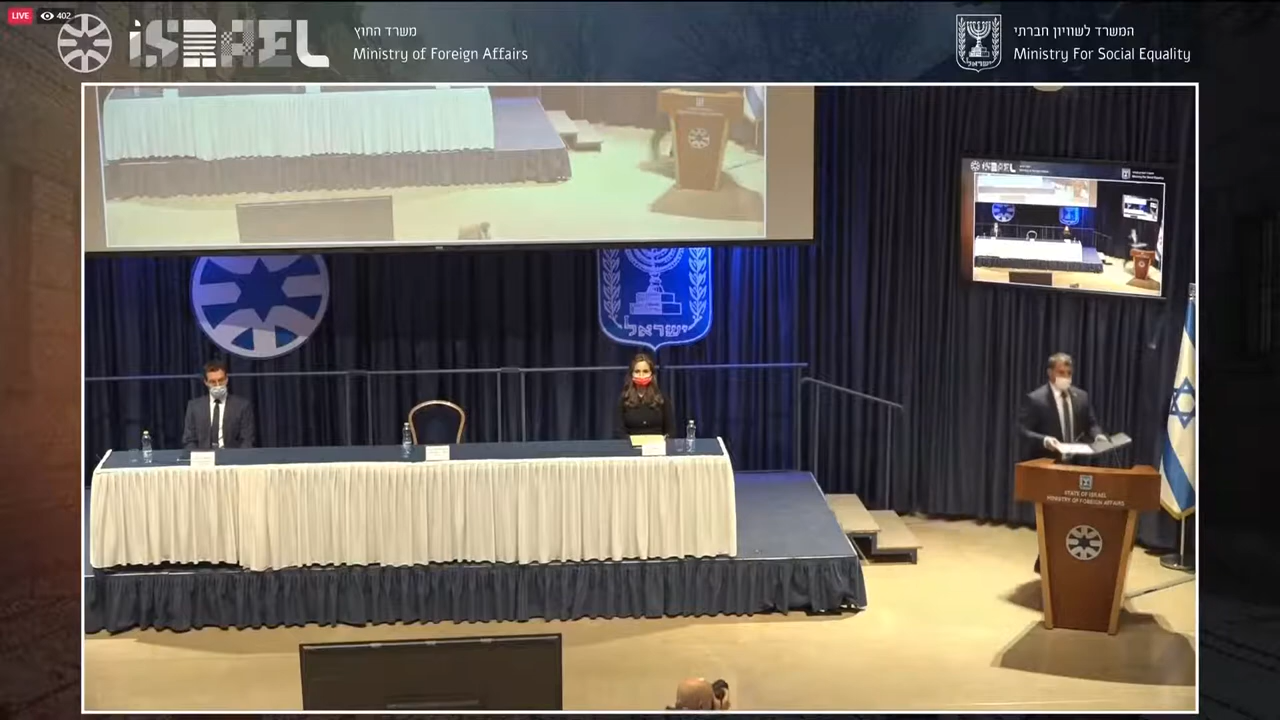 LIVE
402
ISRAEL
משרד החוץ
Ministry of Foreign Affairs
המשרד לשוויון חברתי
Ministry For Social Equality
ישראל
ישראל
STATE OF ISRAEL
MINISTRY OF FOREIGN AFFAIRS